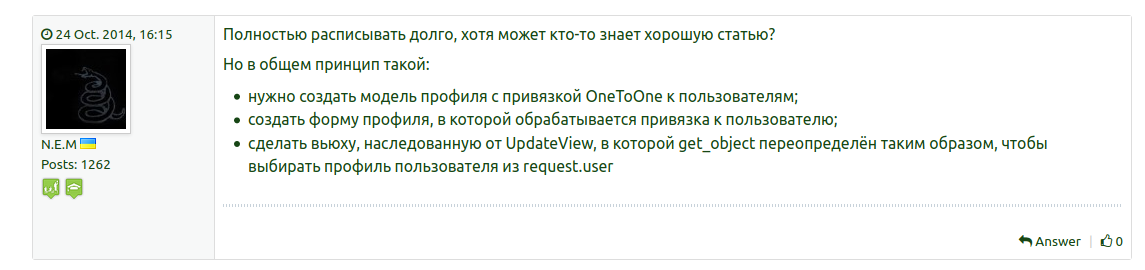 24 Oct. 2014, 16:15
N.E.M
Posts: 1262
Полностью расписывать долго, хотя может кто-то знает хорошую статью?
Но в общем принцип такой:
нужно создать модель профиля с привязкой OneToOne к пользователям;
создать форму профиля, в которой обрабатывается привязка к пользователю;
сделать вьюху, наследованную от UpdateView, в которой get_object переопределён таким образом, чтобы
выбирать профиль пользователя из request.user
Answer | 0